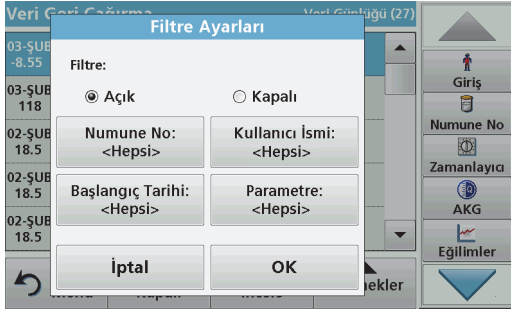 Veri Geri Çağırma
Veri Günlüğü (27)
Filtre Ayarları
03-ŞUB
-8.55
03-ŞUB
118
02-ŞUB
18.5
02-ŞUB
18.5
02-ŞUB
18.5
Filtre:
Açık
Kapalı
Numune No:
<Hepsi>
Kullanıcı İsmi:
<Hepsi>
Başlangıç Tarihi:
<Hepsi>
Parametre:
<Hepsi>
İptal
OK
Giriş
Numune No
Zamanlayıcı
AKG
Eğilimler